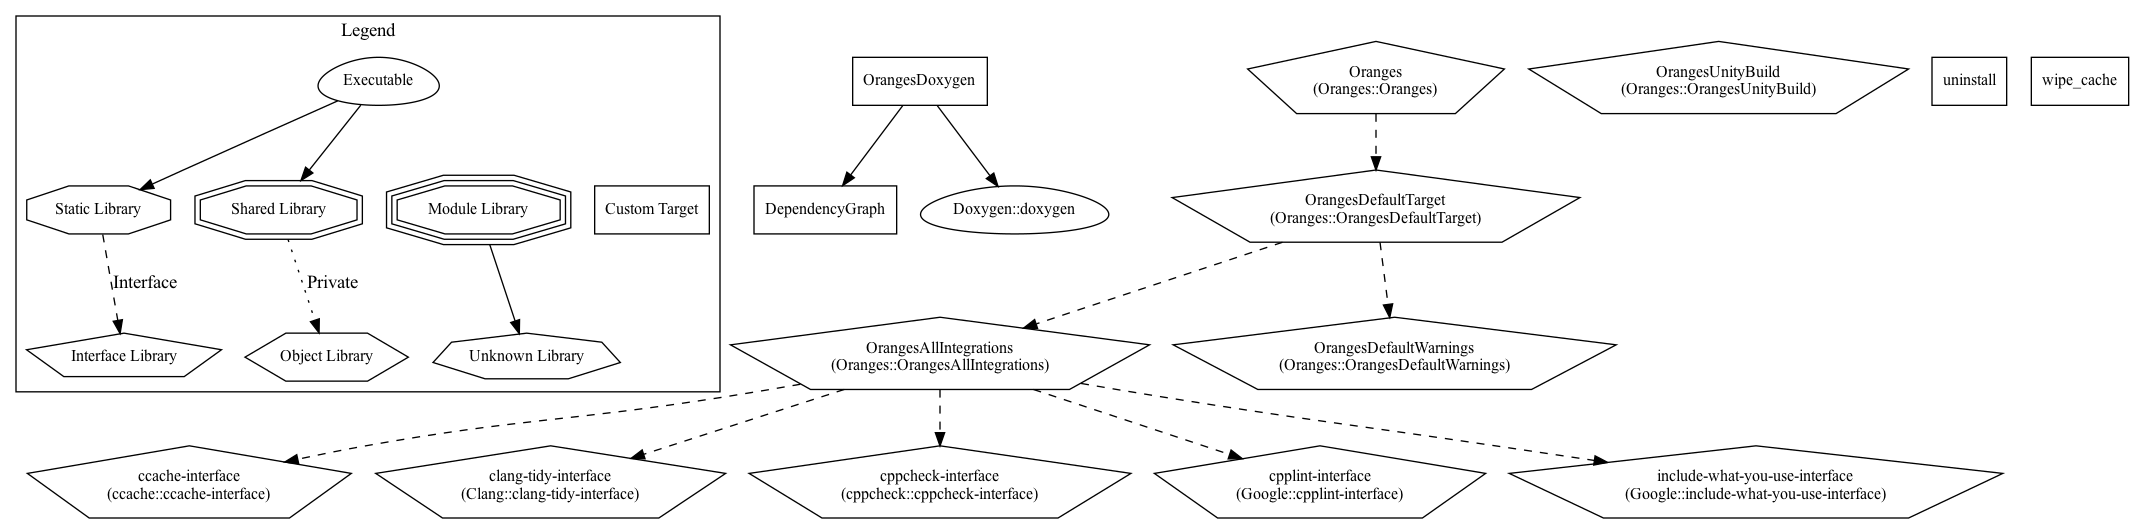 Legend
Executable
Static Library
Shared Library
Module Library
Custom Target
Interface
Private
Interface Library
Object Library
Unknown Library
OrangesDoxygen
DependencyGraph
Doxygen::doxygen
Oranges
(Oranges::Oranges)
OrangesUnityBuild
(Oranges::OrangesUnityBuild)
uninstall
wipe_cache
OrangesDefaultTarget
(Oranges::OrangesDefaultTarget)
OrangesAllIntegrations
(Oranges::OrangesAllIntegrations)
OrangesDefaultWarnings
(Oranges::OrangesDefaultWarnings)
ccache-interface
(ccache::ccache-interface)
clang-tidy-interface
(Clang::clang-tidy-interface)
cppcheck-interface
(cppcheck::cppcheck-interface)
cpplint-interface
(Google::cpplint-interface)
include-what-you-use-interface
(Google::include-what-you-use-interface)